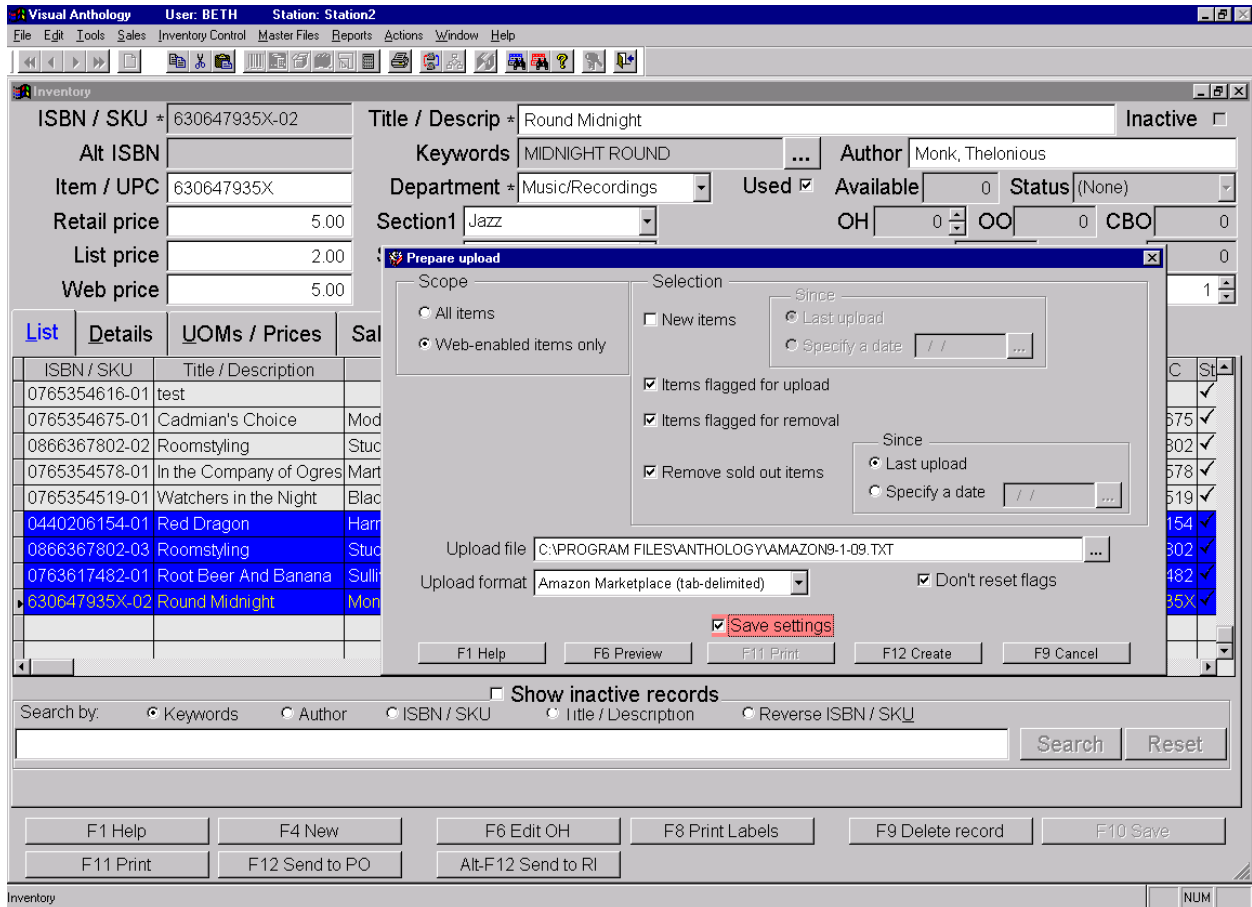 Visual Anthology User: BETH Station: Station2
File Edit Tools Sales Inventory Control Master Files Reports Actions Window Help
Inventory
ISBN / SKU * 630647935X-02 Title / Descrip * Round Midnight Inactive
Alt ISBN Keywords MIDNIGHT ROUND ... Author Monk, Thelonious
Item / UPC 630647935X Department * Music/Recordings Used Available 0 Status (None)
Retail price 5.00 Section1 Jazz OH 0 OO 0 CBO 0
List price 2.00 0
Web price 5.00 1
Prepare upload
Scope Selection
All items
Web-enabled items only
New items
Since
Last upload
Specify a date / / ...
Items flagged for upload
Items flagged for removal
Remove sold out items
Since
Last upload
Specify a date / / ...
Upload file C:\PROGRAM FILES\ANTHOLOGY\AMAZON9-1-09.TXT ...
Upload format Amazon Marketplace (tab-delimited) Don't reset flags
Save settings
F1 Help F6 Preview F11 Print F12 Create F9 Cancel
List Details UOMs / Prices Sal
ISBN / SKU Title / Description C St
0765354616-01 test
0765354675-01 Cadmian's Choice Mod 675
0866367802-02 Roomstyling Stud 802
0765354578-01 In the Company of Ogres Mart 578
0765354519-01 Watchers in the Night Blac 519
0440206154-01 Red Dragon Harr 154
0866367802-03 Roomstyling Stud 802
0763617482-01 Root Beer And Banana Sulli 482
630647935X-02 Round Midnight Mon 35X
Show inactive records
Search by: Keywords Author ISBN / SKU Title / Description Reverse ISBN / SKU
Search Reset
F1 Help F4 New F6 Edit OH F8 Print Labels F9 Delete record F10 Save
F11 Print F12 Send to PO Alt-F12 Send to RI
Inventory NUM